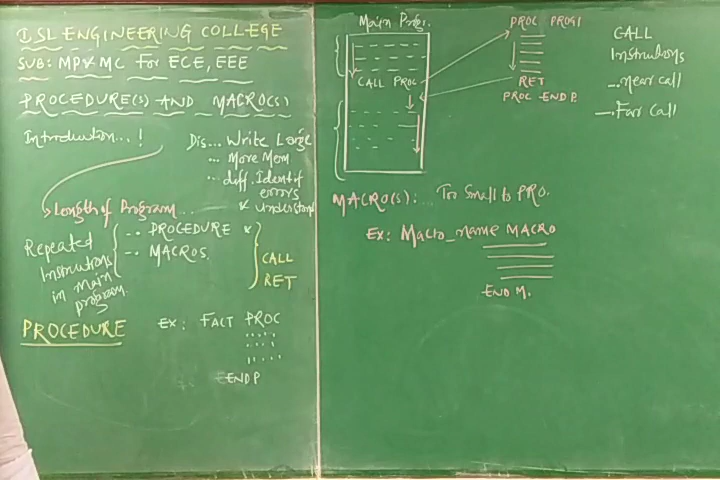 ISL ENGINEERING COLLEGE
SUB: MP & MC FOR ECE, EEE
PROCEDURE(S) AND MACRO(S)
Introduction...!
Dis... Write Large
... More Mem
... diff. Identi of
errors
& understand
Length of Program...
Repeated
Instructions
in main
program
-.. PROCEDURE
-.. MACROS.
CALL
RET
PROCEDURE
EX: FACT PROC
ENDP
Main Progr.
CALL PROC
PROC PROG1
RET
PROC ENDP.
CALL
Instructions
-..near call
-..Far Call
MACRO(S):... Too Small to PRO.
Ex: Macro_name MACRO
END M.